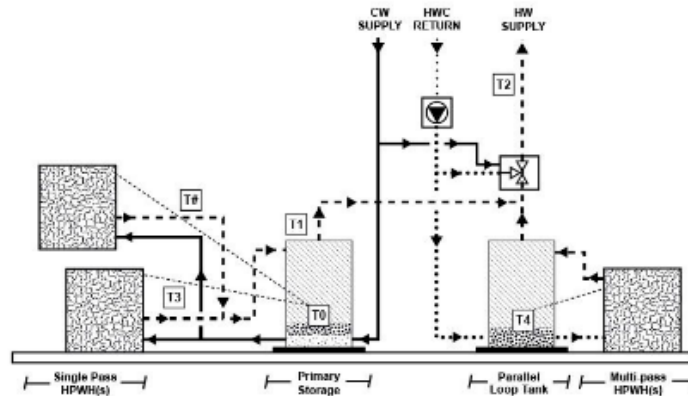 CW
SUPPLY
HWC
RETURN
HW
SUPPLY
T2
T#
T1
T3
T0
T4
Single Pass
HPWH(s)
Primary
Storage
Parallel
Loop Tank
Multi-pass
HPWH(s)